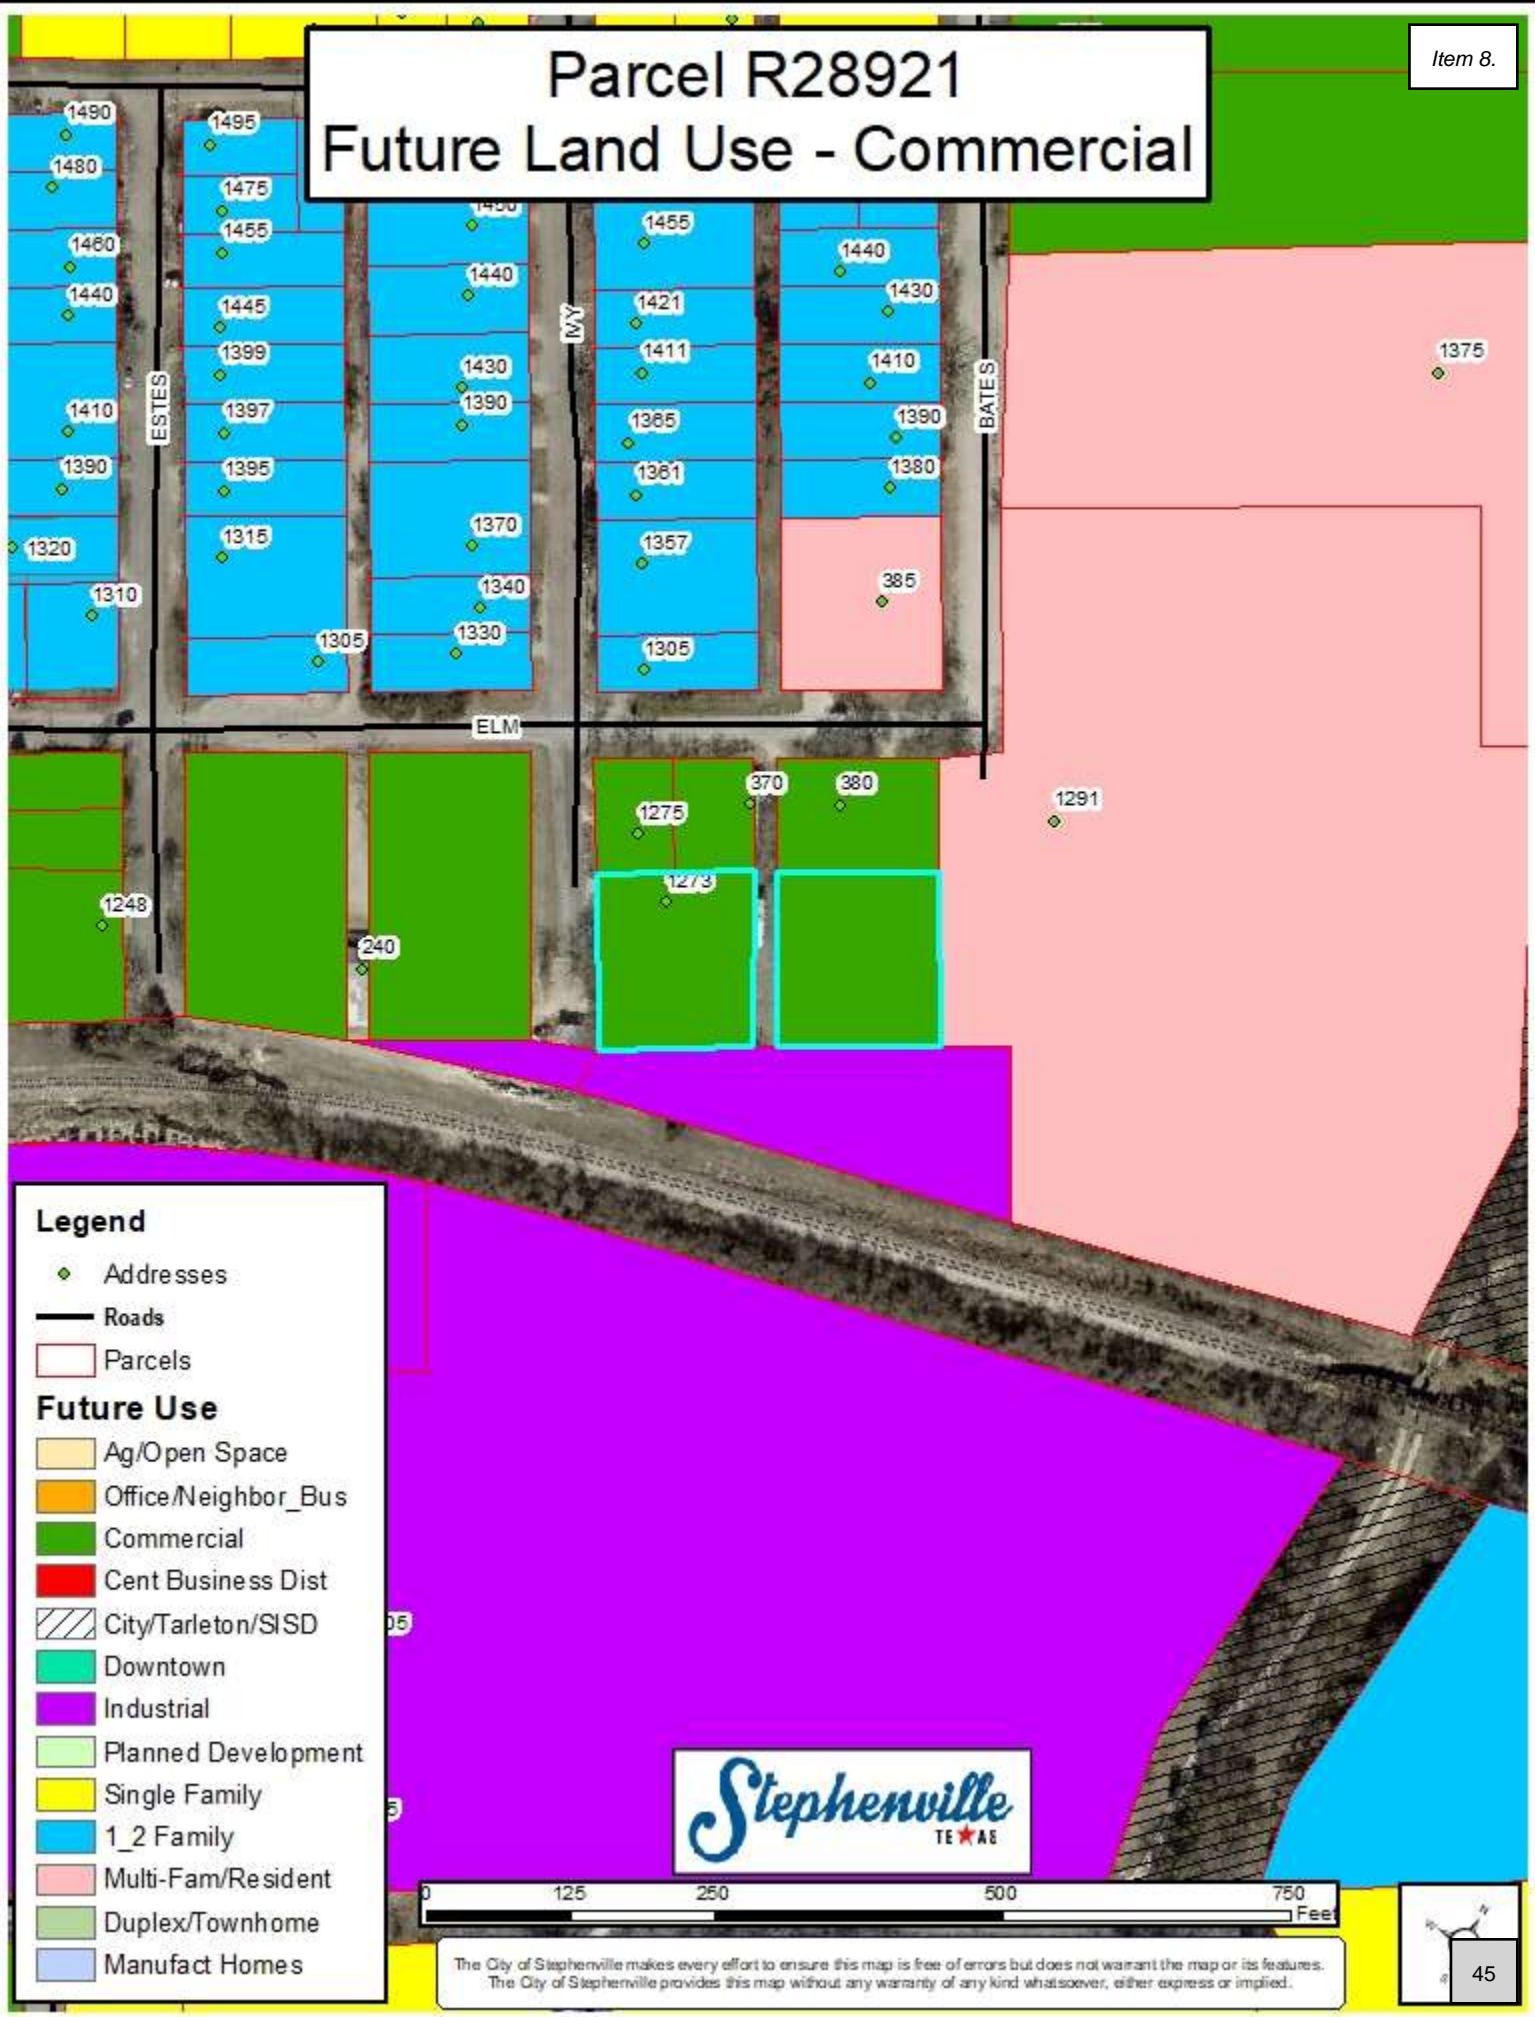 Parcel R28921
Future Land Use - Commercial
Item 8.
1490
1495
1480
1475
1450
1455
1455
1460
1440
1440
1440
1430
1421
1445
IVY
1411
1375
1399
1430
1410
BATES
ESTES
1410
1397
1390
1365
1390
1390
1395
1361
1380
1320
1315
1370
1357
385
1310
1340
1305
1330
1305
ELM
370
380
1275
1291
1273
1248
240
Legend
Addresses
Roads
Parcels
Future Use
Ag/Open Space
Office/Neighbor_Bus
Commercial
Cent Business Dist
City/Tarleton/SISD
05
Downtown
Industrial
Planned Development
Single Family
5
1_2 Family
Multi-Fam/Resident
Duplex/Townhome
Manufact Homes
Stephenville
TEXAS
0 125 250 500 750
Feet
The City of Stephenville makes every effort to ensure this map is free of errors but does not warrant the map or its features.
The City of Stephenville provides this map without any warranty of any kind whatsoever, either express or implied.
N
45